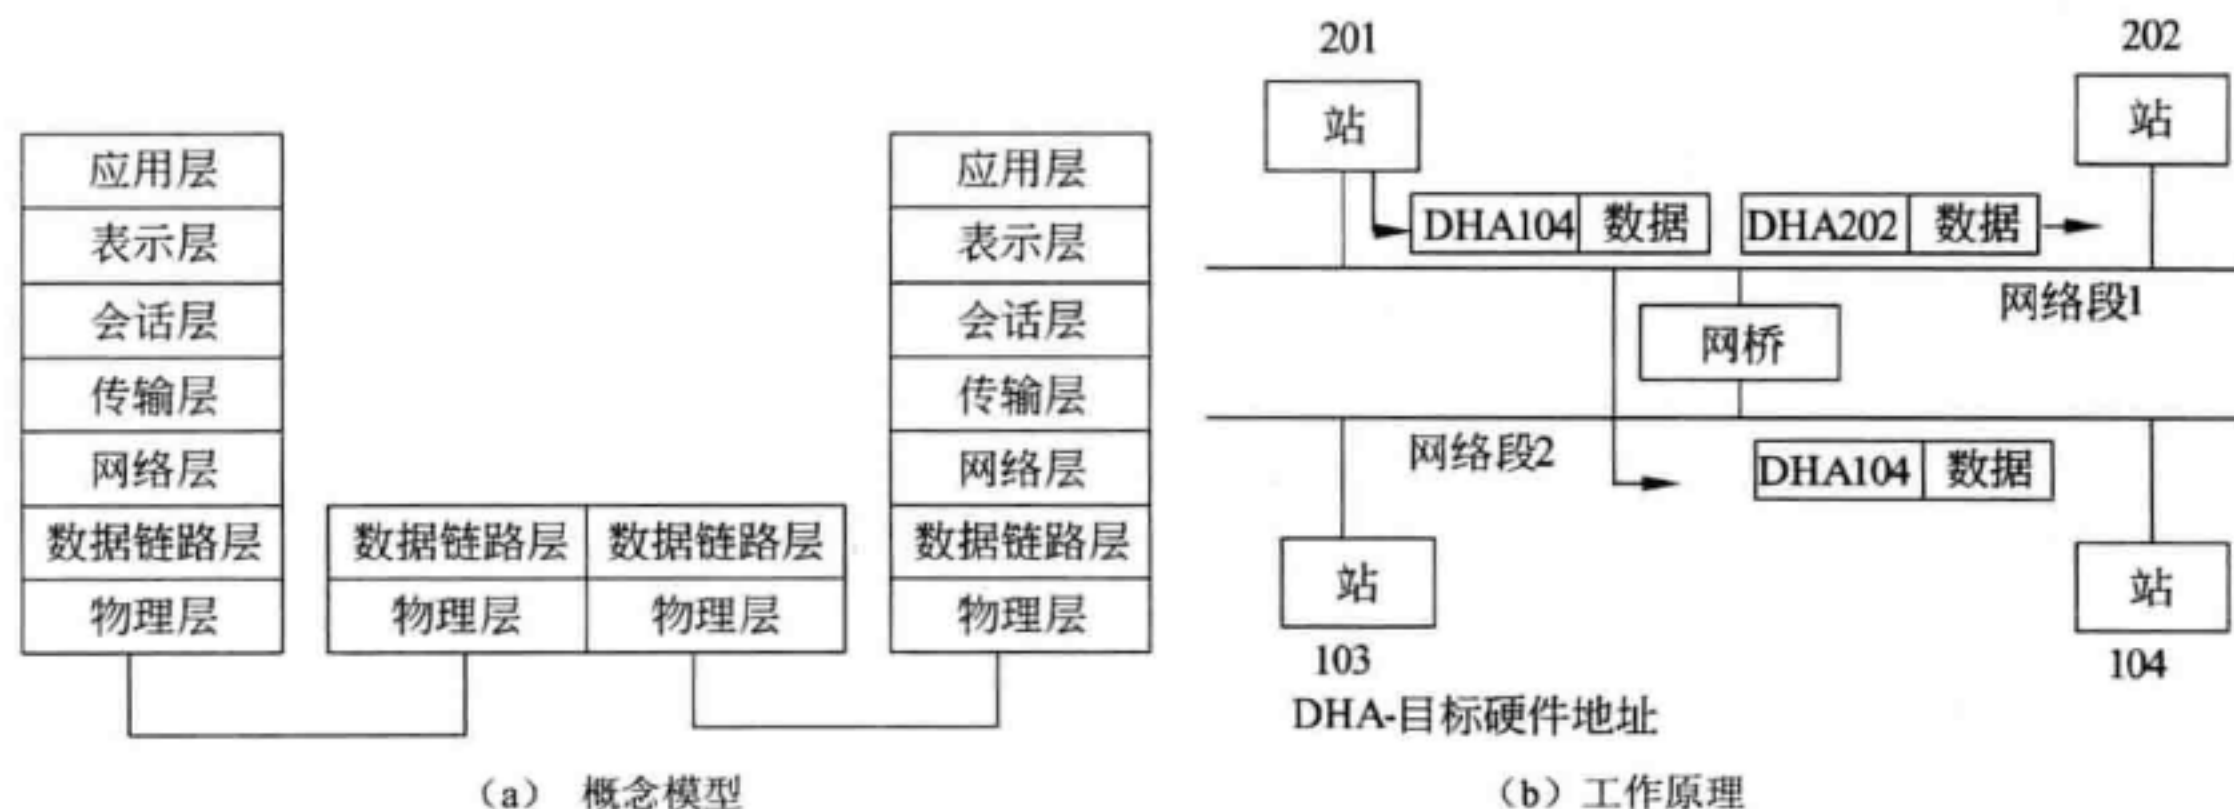 应用层
表示层
会话层
传输层
网络层
数据链路层
物理层
数据链路层 数据链路层
物理层 物理层
应用层
表示层
会话层
传输层
网络层
数据链路层
物理层
(a) 概念模型
201 202
站 站
DHA104 数据 DHA202 数据
网络段1
网桥
网络段2
DHA104 数据
站 站
103 104
DHA-目标硬件地址
(b) 工作原理